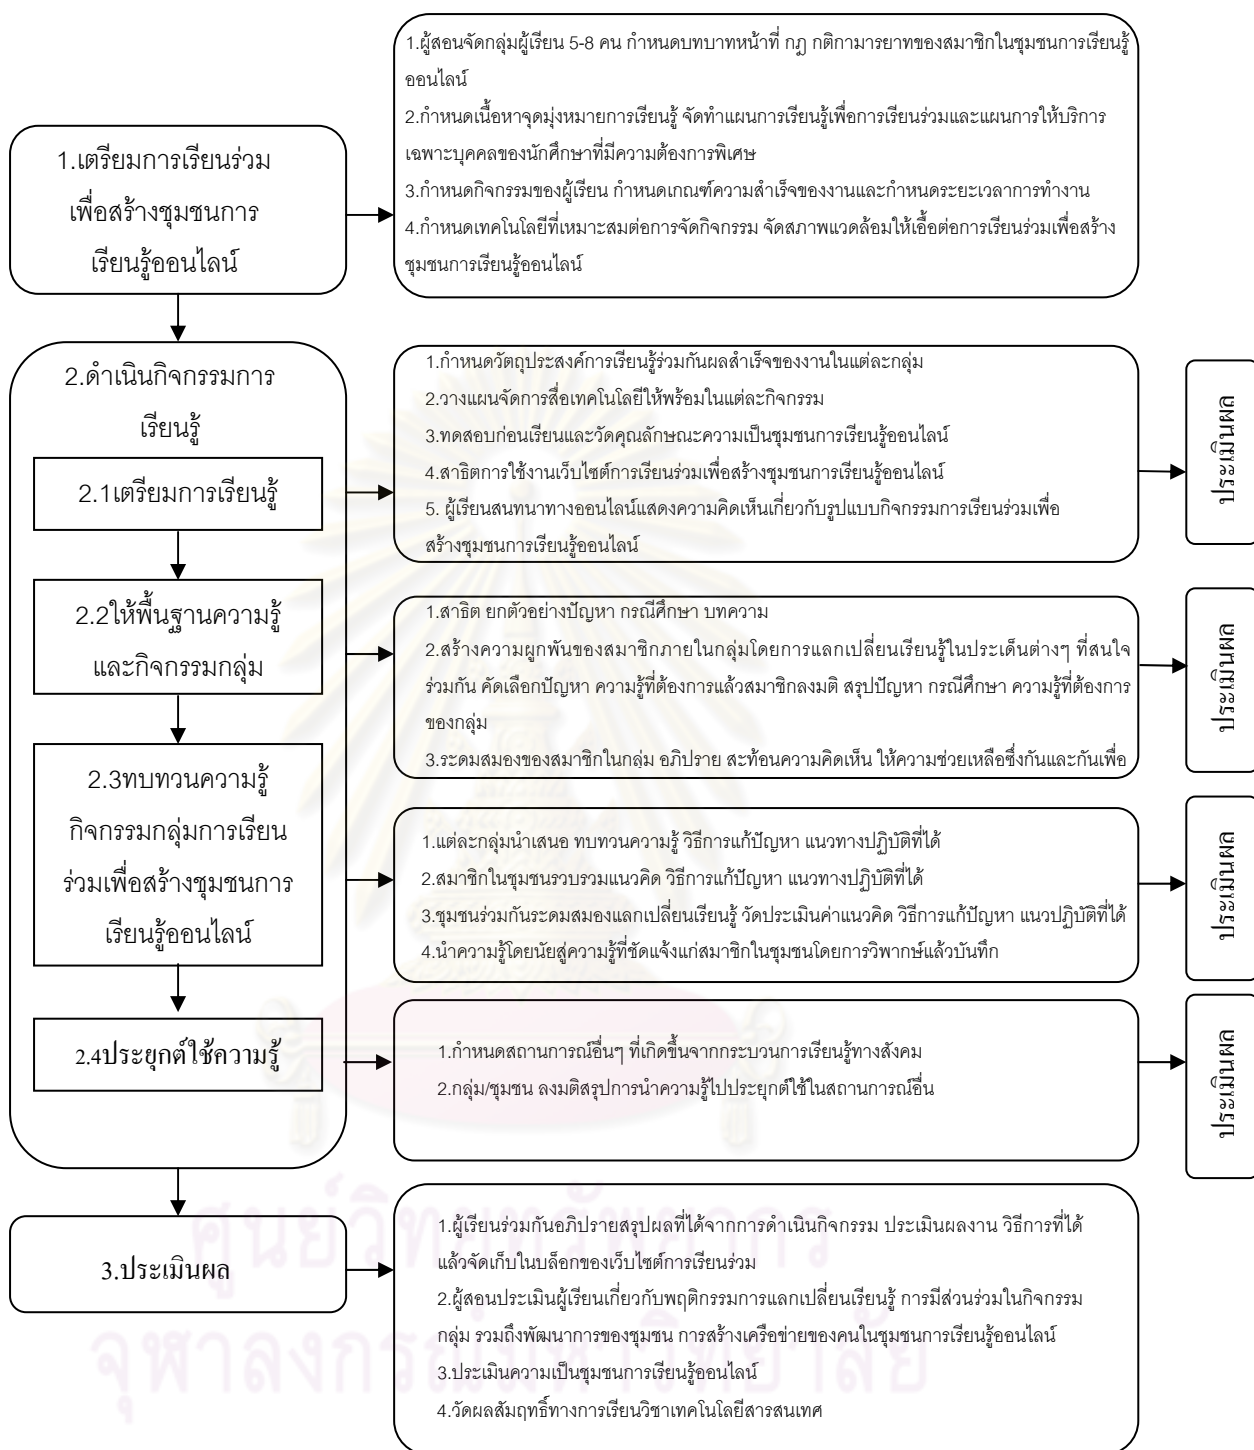 1.เตรียมการเรียนร่วม
เพื่อสร้างชุมชนการ
เรียนรู้ออนไลน์
1.ผู้สอนจัดกลุ่มผู้เรียน 5-8 คน กำหนดบทบาทหน้าที่ กฎ กติกามารยาทของสมาชิกในชุมชนการเรียนรู้
ออนไลน์
2.กำหนดเนื้อหาจุดมุ่งหมายการเรียนรู้ จัดทำแผนการเรียนรู้เพื่อการเรียนร่วมและแผนการให้บริการ
เฉพาะบุคคลของนักศึกษาที่มีความต้องการพิเศษ
3.กำหนดกิจกรรมของผู้เรียน กำหนดเกณฑ์ความสำเร็จของงานและกำหนดระยะเวลาการทำงาน
4.กำหนดเทคโนโลยีที่เหมาะสมต่อการจัดกิจกรรม จัดสภาพแวดล้อมให้เอื้อต่อการเรียนร่วมเพื่อสร้าง
ชุมชนการเรียนรู้ออนไลน์
2.ดำเนินกิจกรรมการ
เรียนรู้
2.1เตรียมการเรียนรู้
1.กำหนดวัตถุประสงค์การเรียนรู้ร่วมกันผลสำเร็จของงานในแต่ละกลุ่ม
2.วางแผนจัดการสื่อเทคโนโลยีให้พร้อมในแต่ละกิจกรรม
3.ทดสอบก่อนเรียนและวัดคุณลักษณะความเป็นชุมชนการเรียนรู้ออนไลน์
4.สาธิตการใช้งานเว็บไซต์การเรียนร่วมเพื่อสร้างชุมชนการเรียนรู้ออนไลน์
5. ผู้เรียนสนทนาทางออนไลน์แสดงความคิดเห็นเกี่ยวกับรูปแบบกิจกรรมการเรียนร่วมเพื่อ
สร้างชุมชนการเรียนรู้ออนไลน์
ประเมินผล
2.2ให้พื้นฐานความรู้
และกิจกรรมกลุ่ม
1.สาธิต ยกตัวอย่างปัญหา กรณีศึกษา บทความ
2.สร้างความผูกพันของสมาชิกภายในกลุ่มโดยการแลกเปลี่ยนเรียนรู้ในประเด็นต่างๆ ที่สนใจ
ร่วมกัน คัดเลือกปัญหา ความรู้ที่ต้องการแล้วสมาชิกลงมติ สรุปปัญหา กรณีศึกษา ความรู้ที่ต้องการ
ของกลุ่ม
3.ระดมสมองของสมาชิกในกลุ่ม อภิปราย สะท้อนความคิดเห็น ให้ความช่วยเหลือซึ่งกันและกันเพื่อ
ประเมินผล
2.3ทบทวนความรู้
กิจกรรมกลุ่มการเรียน
ร่วมเพื่อสร้างชุมชนการ
เรียนรู้ออนไลน์
1.แต่ละกลุ่มนำเสนอ ทบทวนความรู้ วิธีการแก้ปัญหา แนวทางปฏิบัติที่ได้
2.สมาชิกในชุมชนรวบรวมแนวคิด วิธีการแก้ปัญหา แนวทางปฏิบัติที่ได้
3.ชุมชนร่วมกันระดมสมองแลกเปลี่ยนเรียนรู้ วัดประเมินค่าแนวคิด วิธีการแก้ปัญหา แนวปฏิบัติที่ได้
4.นำความรู้โดยนัยสู่ความรู้ที่ชัดแจ้งแก่สมาชิกในชุมชนโดยการวิพากษ์แล้วบันทึก
ประเมินผล
2.4ประยุกต์ใช้ความรู้
1.กำหนดสถานการณ์อื่นๆ ที่เกิดขึ้นจากกระบวนการเรียนรู้ทางสังคม
2.กลุ่ม/ชุมชน ลงมติสรุปการนำความรู้ไปประยุกต์ใช้ในสถานการณ์อื่น
ประเมินผล
3.ประเมินผล
1.ผู้เรียนร่วมกันอภิปรายสรุปผลที่ได้จากการดำเนินกิจกรรม ประเมินผลงาน วิธีการที่ได้
แล้วจัดเก็บในบล็อกของเว็บไซต์การเรียนร่วม
2.ผู้สอนประเมินผู้เรียนเกี่ยวกับพฤติกรรมการแลกเปลี่ยนเรียนรู้ การมีส่วนร่วมในกิจกรรม
กลุ่ม รวมถึงพัฒนาการของชุมชน การสร้างเครือข่ายของคนในชุมชนการเรียนรู้ออนไลน์
3.ประเมินความเป็นชุมชนการเรียนรู้ออนไลน์
4.วัดผลสัมฤทธิ์ทางการเรียนวิชาเทคโนโลยีสารสนเทศ
ศูนย์วิทยทรัพยากร
จุฬาลงกรณ์มหาวิทยาลัย